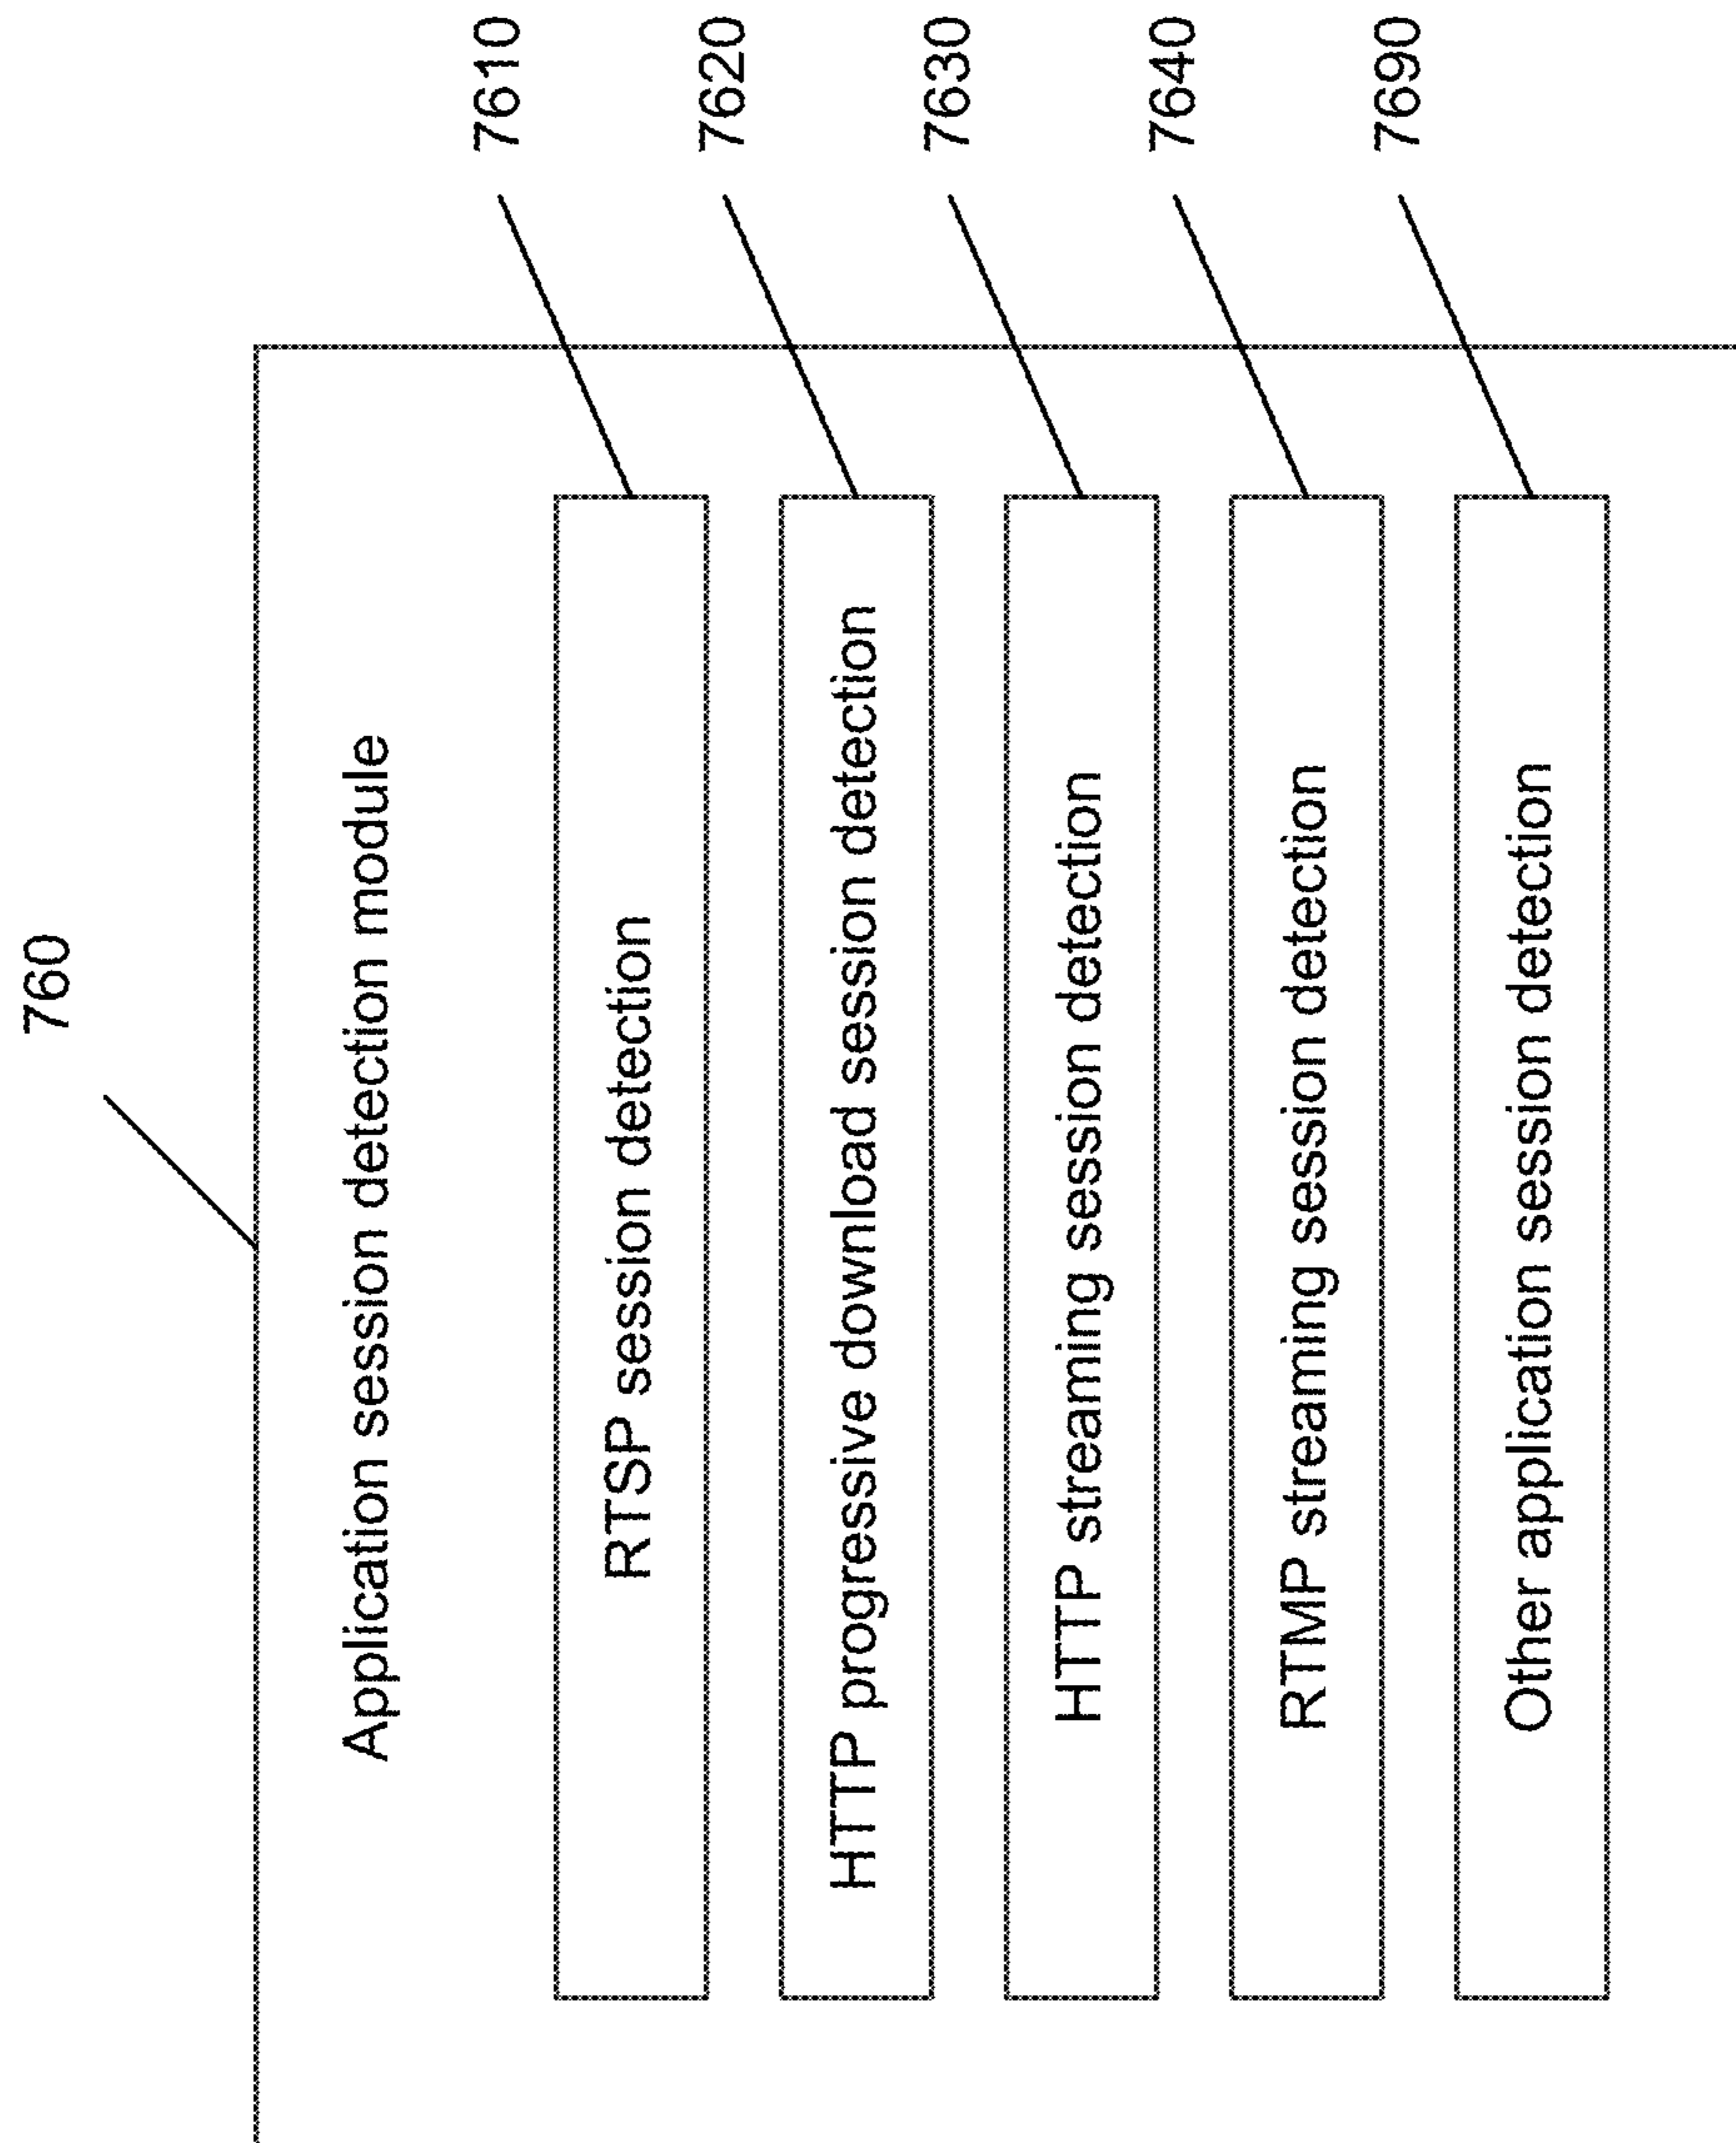 760
Application session detection module
RTSP session detection
7610
HTTP progressive download session detection
7620
HTTP streaming session detection
7630
RTMP streaming session detection
7640
Other application session detection
7690